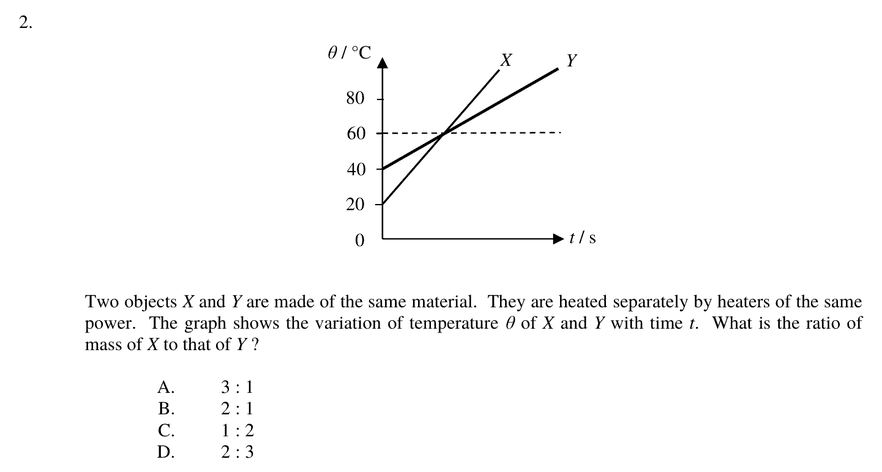 2.
θ / °C
X
Y
80
60
40
20
0
t / s
Two objects X and Y are made of the same material. They are heated separately by heaters of the same
power. The graph shows the variation of temperature θ of X and Y with time t. What is the ratio of
mass of X to that of Y ?
A. 3 : 1
B. 2 : 1
C. 1 : 2
D. 2 : 3